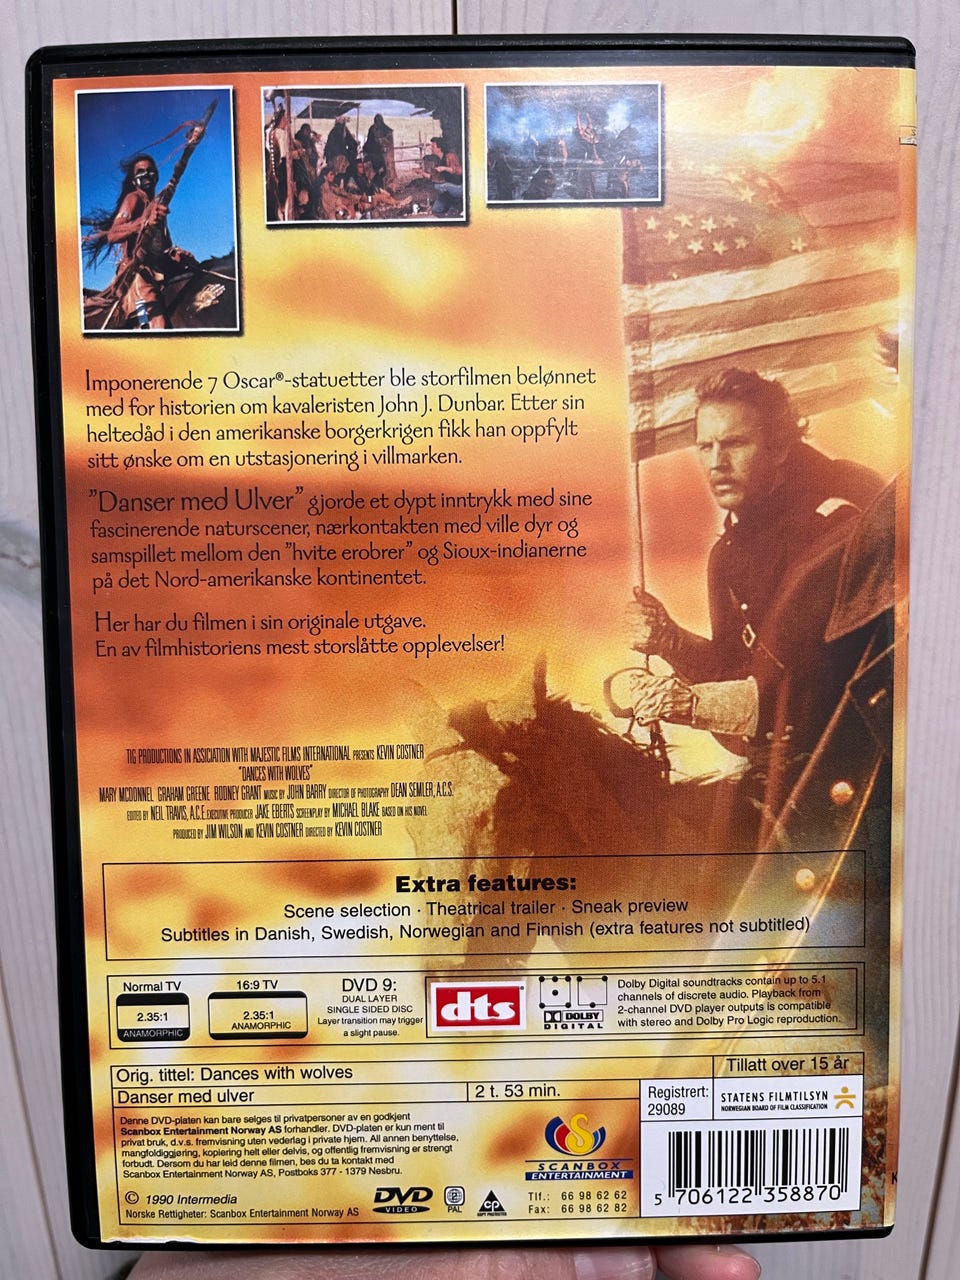 Imponerende 7 Oscar®-statuetter ble storfilmen belønnet
med for historien om kavaleristen John J. Dunbar. Etter sin
heltedåd i den amerikanske borgerkrigen fikk han oppfylt
sitt ønske om en utstasjonering i villmarken.
"Danser med Ulver" gjorde et dypt inntrykk med sine
fascinerende naturscener, nærkontakten med ville dyr og
samspillet mellom den "hvite erobrer" og Sioux-indianerne
på det Nord-amerikanske kontinentet.
Her har du filmen i sin originale utgave.
En av filmhistoriens mest storslåtte opplevelser!
TIG PRODUCTIONS IN ASSICIATION WITH MAJESTIC FILMS INTERNATIONAL PRESENTS KEVIN COSTNER
"DANCES WITH WOLVES"
MARY MCDONNEL GRAHAM GREENE RODNEY GRANT MUSIC BY JOHN BARRY DIRECTOR OF PHOTOGRAPHY DEAN SEMLER, A.C.S.
EDITED BY NEIL TRAVIS, A.C.E. EXECUTIVE PRODUCER JAKE EBERTS SCREENPLAY BY MICHAEL BLAKE BASED ON HIS NOVEL
PRODUCED BY JIM WILSON AND KEVIN COSTNER DIRECTED BY KEVIN COSTNER
Extra features:
Scene selection · Theatrical trailer · Sneak preview
Subtitles in Danish, Swedish, Norwegian and Finnish (extra features not subtitled)
Normal TV
2.35:1
ANAMORPHIC
16:9 TV
2.35:1
ANAMORPHIC
DVD 9:
DUAL LAYER
SINGLE SIDED DISC
Layer transition may trigger
a slight pause.
dts
DOLBY
DIGITAL
Dolby Digital soundtracks contain up to 5.1
channels of discrete audio. Playback from
2-channel DVD player outputs is compatible
with stereo and Dolby Pro Logic reproduction.
Orig. tittel: Dances with wolves
Danser med ulver
2 t. 53 min.
Tillatt over 15 år
Registrert:
29089
STATENS FILMTILSYN
NORWEGIAN BOARD OF FILM CLASSIFICATION
Denne DVD-platen kan bare selges til privatpersoner av en godkjent
Scanbox Entertainment Norway AS forhandler. DVD-platen er kun ment til
privat bruk, d.v.s. fremvisning uten vederlag i private hjem. All annen benyttelse,
mangfoldiggjøring, kopiering helt eller delvis, og offentlig fremvisning er strengt
forbudt. Dersom du har leid denne filmen, bes du ta kontakt med
Scanbox Entertainment Norway AS, Postboks 377 - 1379 Nesbru.
© 1990 Intermedia
Norske Rettigheter: Scanbox Entertainment Norway AS
DVD
VIDEO
2
PAL
CP
COPY PROTECTED
S
SCANBOX
ENTERTAINMENT
Tlf.: 66 98 62 62
Fax: 66 98 62 82
5 706122 358870